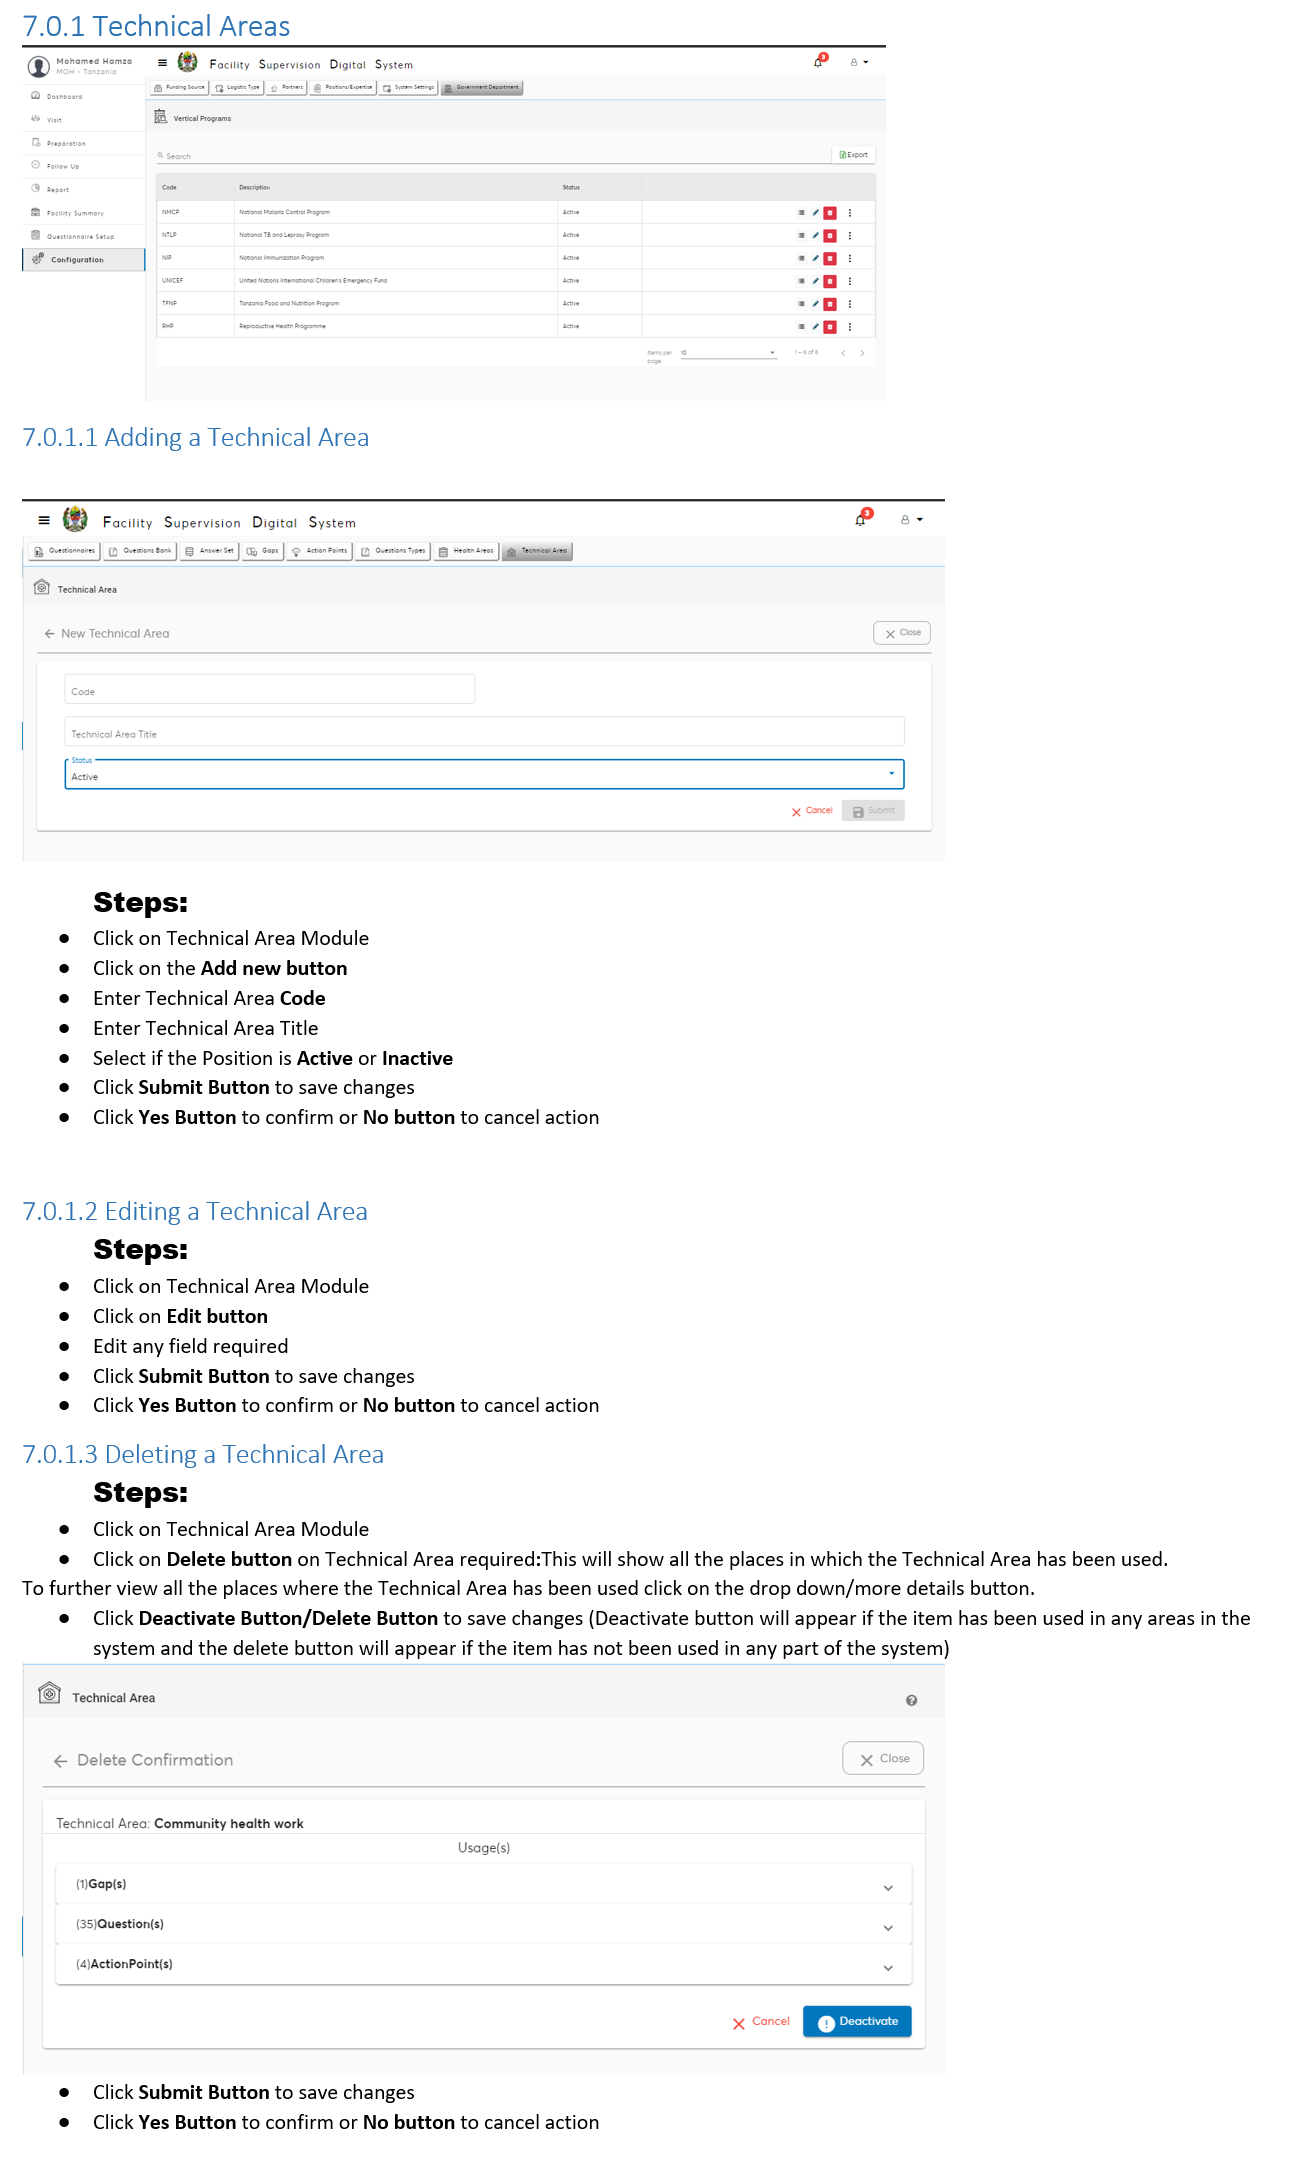 7.0.1 Technical Areas
Mohamed Hamza
MOH - Tanzania
Facility Supervision Digital System
3
Dashboard
Visit
Preparation
Follow Up
Report
Facility Summary
Questionnaire Setup
Configuration
Funding Source Logistic Type Partners Positions/Expertise System Settings Government Department
Vertical Programs
Search
Export
Code Description Status
NMCP National Malaria Control Program Active
NTLP National TB and Leprosy Program Active
NIP National Immunization Program Active
UNICEF United Nations International Children's Emergency Fund Active
TFNP Tanzania Food and Nutrition Program Active
RHP Reproductive Health Programme Active
Items per page 10 1 – 6 of 6
7.0.1.1 Adding a Technical Area
Facility Supervision Digital System
3
Questionnaires Questions Bank Answer Set Gaps Action Points Questions Types Health Areas Technical Area
Technical Area
New Technical Area
Close
Code
Technical Area Title
Status
Active
Cancel Submit
Steps:
● Click on Technical Area Module
● Click on the Add new button
● Enter Technical Area Code
● Enter Technical Area Title
● Select if the Position is Active or Inactive
● Click Submit Button to save changes
● Click Yes Button to confirm or No button to cancel action
7.0.1.2 Editing a Technical Area
Steps:
● Click on Technical Area Module
● Click on Edit button
● Edit any field required
● Click Submit Button to save changes
● Click Yes Button to confirm or No button to cancel action
7.0.1.3 Deleting a Technical Area
Steps:
● Click on Technical Area Module
● Click on Delete button on Technical Area required:This will show all the places in which the Technical Area has been used.
To further view all the places where the Technical Area has been used click on the drop down/more details button.
● Click Deactivate Button/Delete Button to save changes (Deactivate button will appear if the item has been used in any areas in the
system and the delete button will appear if the item has not been used in any part of the system)
Technical Area
Delete Confirmation
Close
Technical Area: Community health work
Usage(s)
(1)Gap(s)
(35)Question(s)
(4)ActionPoint(s)
Cancel Deactivate
● Click Submit Button to save changes
● Click Yes Button to confirm or No button to cancel action